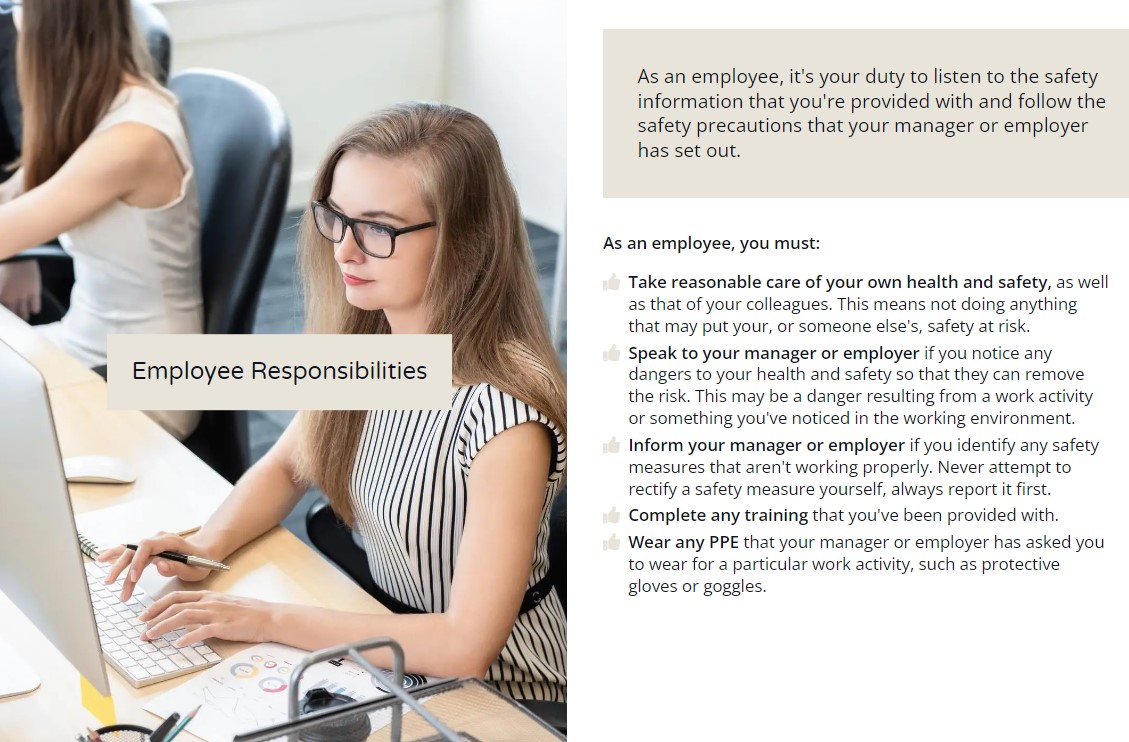 Employee Responsibilities
As an employee, it's your duty to listen to the safety
information that you're provided with and follow the
safety precautions that your manager or employer
has set out.
As an employee, you must:
Take reasonable care of your own health and safety, as well
as that of your colleagues. This means not doing anything
that may put your, or someone else's, safety at risk.
Speak to your manager or employer if you notice any
dangers to your health and safety so that they can remove
the risk. This may be a danger resulting from a work activity
or something you've noticed in the working environment.
Inform your manager or employer if you identify any safety
measures that aren't working properly. Never attempt to
rectify a safety measure yourself, always report it first.
Complete any training that you've been provided with.
Wear any PPE that your manager or employer has asked you
to wear for a particular work activity, such as protective
gloves or goggles.